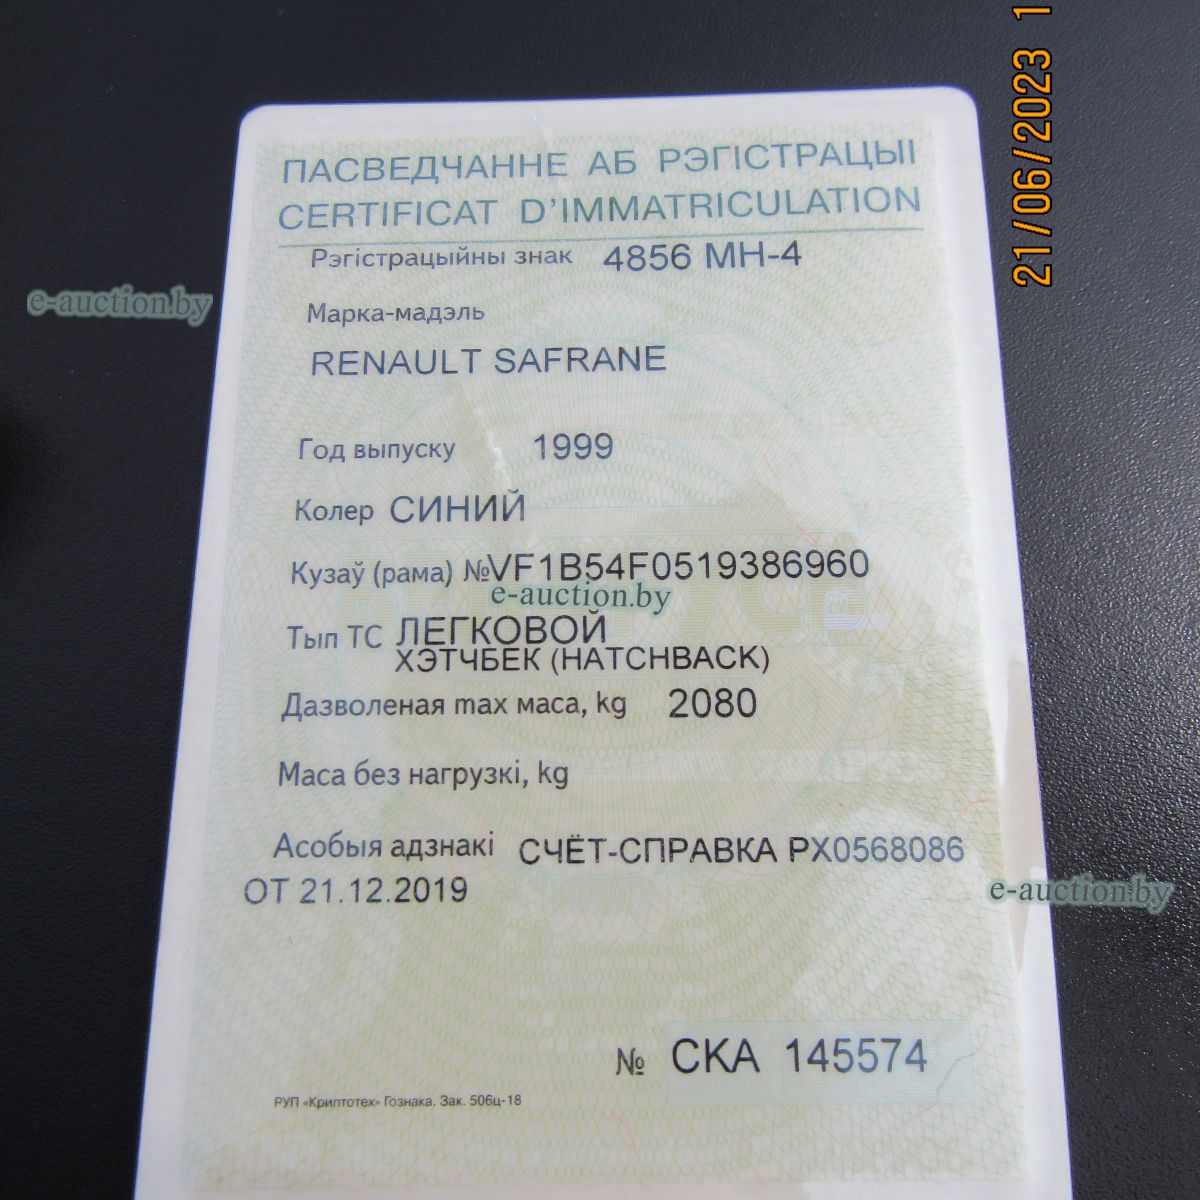 ПАСВЕДЧАННЕ АБ РЭГІСТРАЦЫІ
CERTIFICAT D'IMMATRICULATION
Рэгістрацыйны знак 4856 МН-4
Марка-мадэль
RENAULT SAFRANE
Год выпуску 1999
Колер СИНИЙ
Кузаў (рама) №VF1B54F0519386960
Тып ТС ЛЕГКОВОЙ
ХЭТЧБЕК (HATCHBACK)
Дазволеная max маса, kg 2080
Маса без нагрузкі, kg
Асобыя адзнакі СЧЁТ-СПРАВКА РХ0568086
ОТ 21.12.2019
№ СКА 145574
РУП «Криптотех» Гознака. Зак. 506ц-18
21/06/2023 1
e-auction.by
e-auction.by
e-auction.by